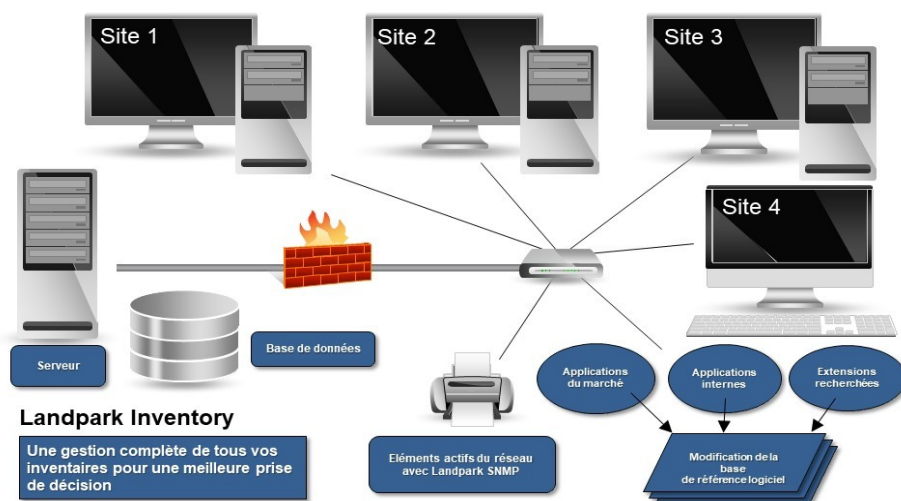 Site 1
Site 2
Site 3
Site 4
Serveur
Base de données
Applications
du marché
Applications
internes
Extensions
recherchées
Landpark Inventory
Une gestion complète de tous vos
inventaires pour une meilleure prise
de décision
Eléments actifs du réseau
avec Landpark SNMP
Modification de la
base
de référence logiciel